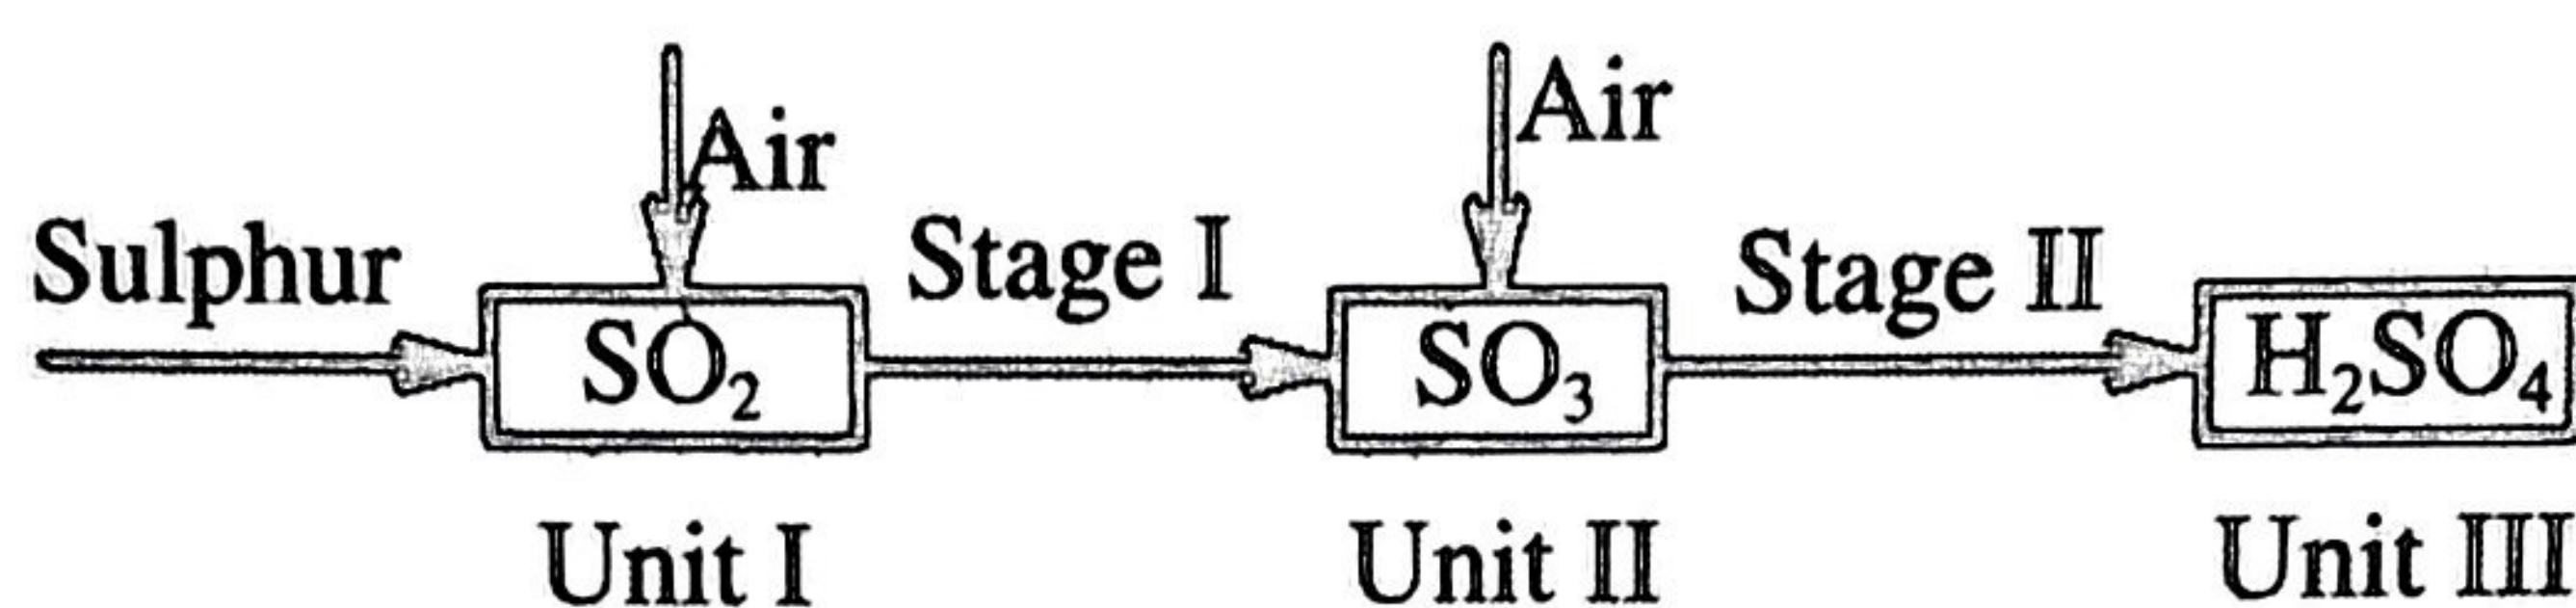 Air
Air
Sulphur
Stage I
Stage II
SO₂
SO₃
H₂SO₄
Unit I
Unit II
Unit III